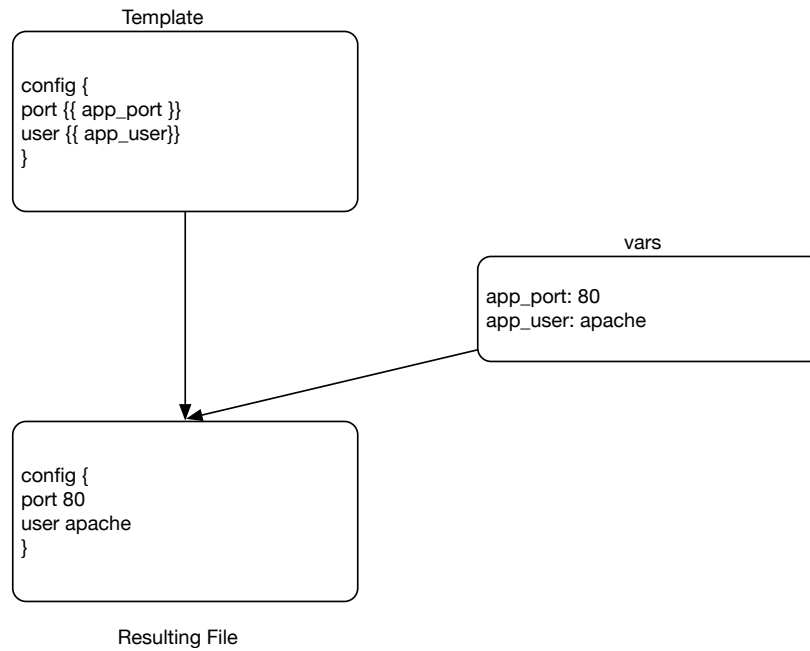 Template
config {
port {{ app_port }}
user {{ app_user}}
}
vars
app_port: 80
app_user: apache
config {
port 80
user apache
}
Resulting File